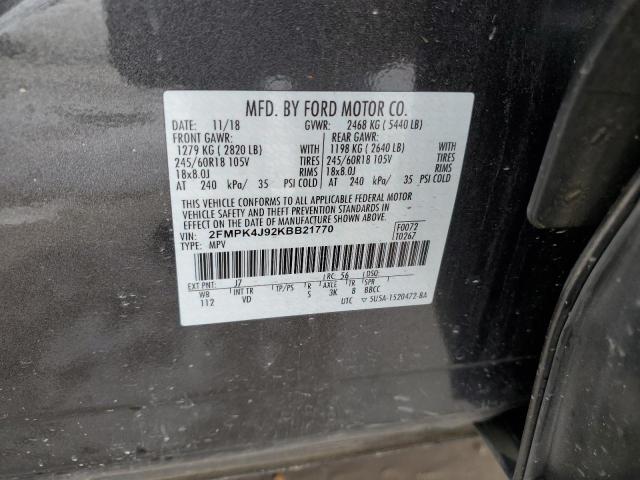 MFD. BY FORD MOTOR CO.
DATE: 11/18 GVWR: 2468 KG ( 5440 LB)
FRONT GAWR: REAR GAWR:
1279 KG ( 2820 LB) WITH 1198 KG ( 2640 LB) WITH
245/60R18 105V TIRES 245/60R18 105V TIRES
18x8.0J RIMS 18x8.0J RIMS
AT 240 kPa/ 35 PSI COLD AT 240 kPa/ 35 PSI COLD
THIS VEHICLE CONFORMS TO ALL APPLICABLE FEDERAL MOTOR
VEHICLE SAFETY AND THEFT PREVENTION STANDARDS IN
EFFECT ON THE DATE OF MANUFACTURE SHOWN ABOVE.
VIN: 2FMPK4J92KBB21770 F0072
TYPE: MPV T0267
EXT PNT: J7 RC: 56 DSO:
WB INT TR TP/PS R AXLE TR SPR
112 VD S 3K 8 BBCC
UTC ▽ 5USA-1520472-BA